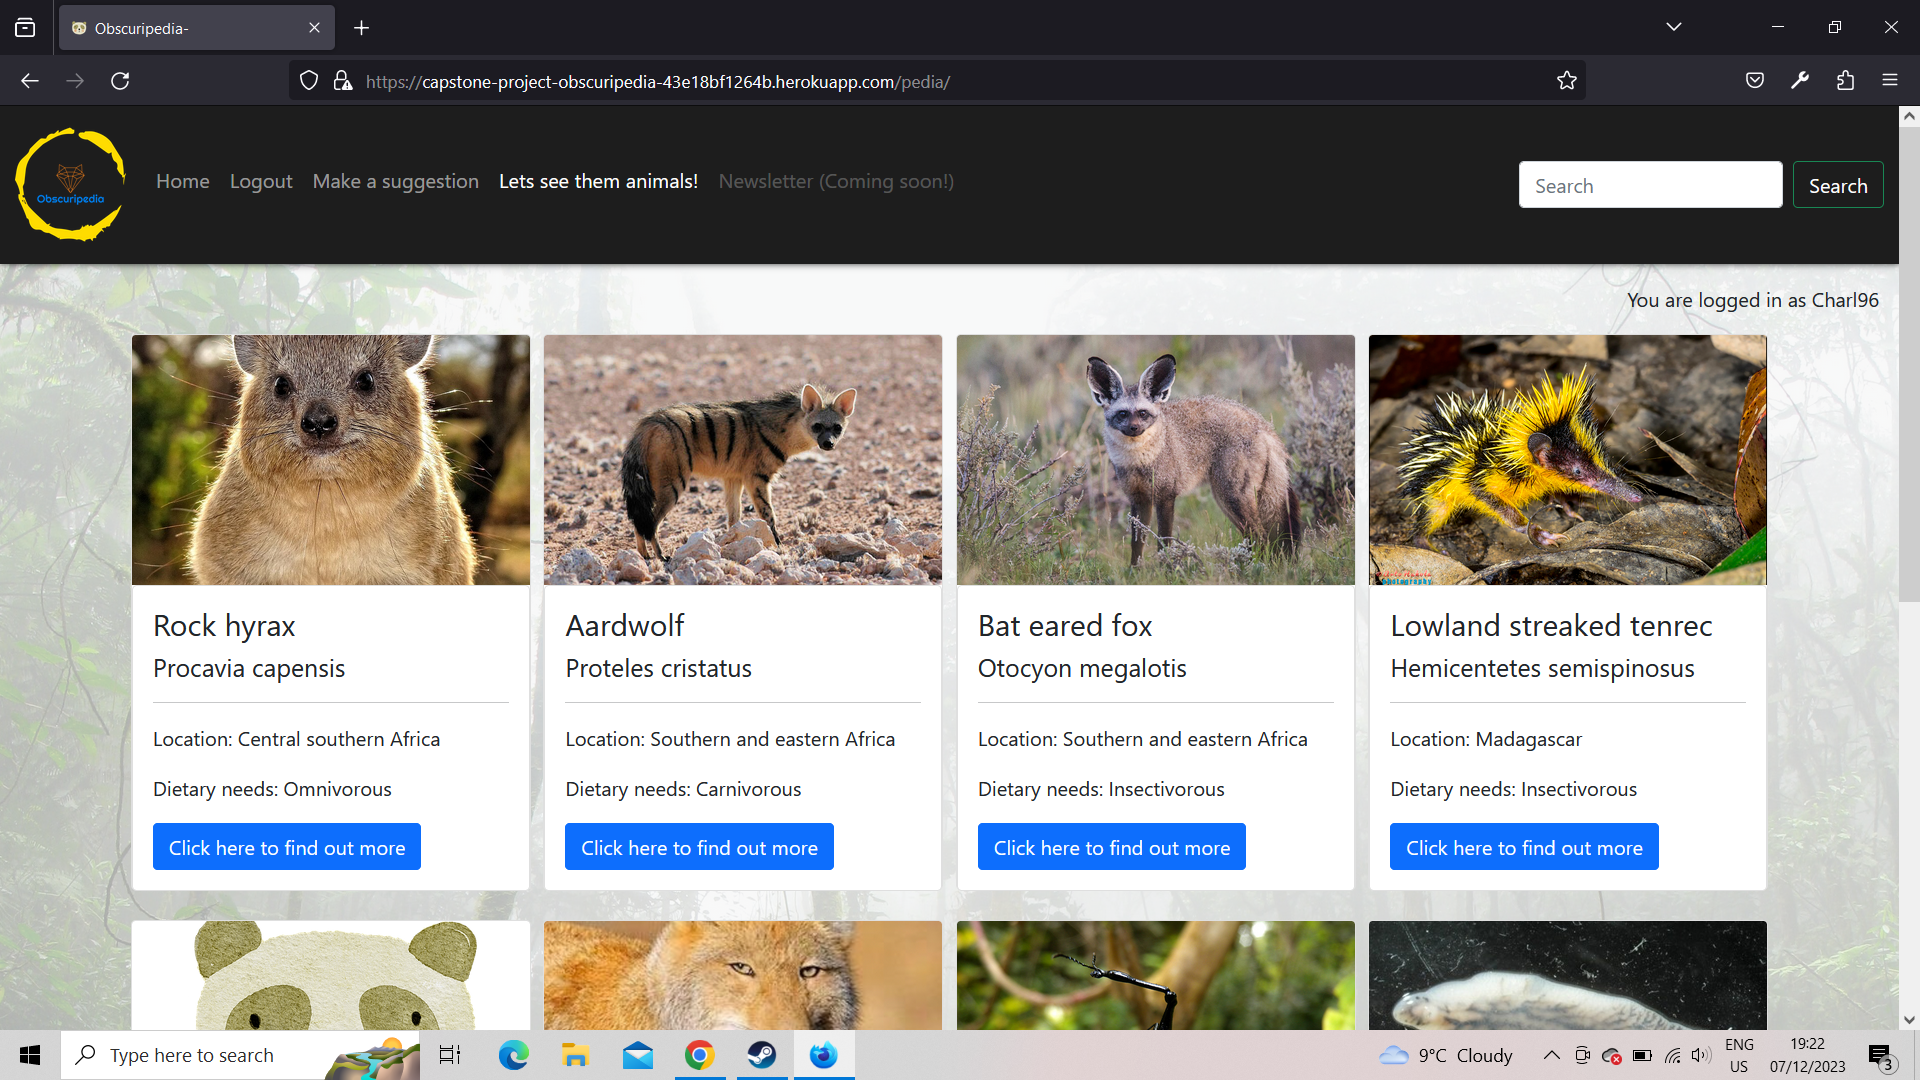 Obscuripedia-
https://capstone-project-obscuripedia-43e18bf1264b.herokuapp.com/pedia/
Obscuripedia
Home Logout Make a suggestion Lets see them animals! Newsletter (Coming soon!) Search Search
You are logged in as Charl96
Rock hyrax
Procavia capensis
Location: Central southern Africa
Dietary needs: Omnivorous
Click here to find out more
Aardwolf
Proteles cristatus
Location: Southern and eastern Africa
Dietary needs: Carnivorous
Click here to find out more
Bat eared fox
Otocyon megalotis
Location: Southern and eastern Africa
Dietary needs: Insectivorous
Click here to find out more
photography
Lowland streaked tenrec
Hemicentetes semispinosus
Location: Madagascar
Dietary needs: Insectivorous
Click here to find out more
Type here to search
9°C Cloudy
ENG
US
19:22
07/12/2023
3